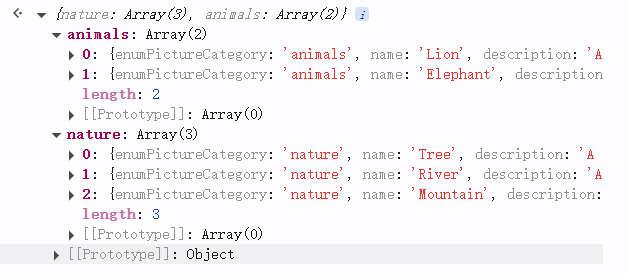 {nature: Array(3), animals: Array(2)} i
animals: Array(2)
0: {enumPictureCategory: 'animals', name: 'Lion', description: 'A
1: {enumPictureCategory: 'animals', name: 'Elephant', description
length: 2
[[Prototype]]: Array(0)
nature: Array(3)
0: {enumPictureCategory: 'nature', name: 'Tree', description: 'A
1: {enumPictureCategory: 'nature', name: 'River', description: 'A
2: {enumPictureCategory: 'nature', name: 'Mountain', description:
length: 3
[[Prototype]]: Array(0)
[[Prototype]]: Object